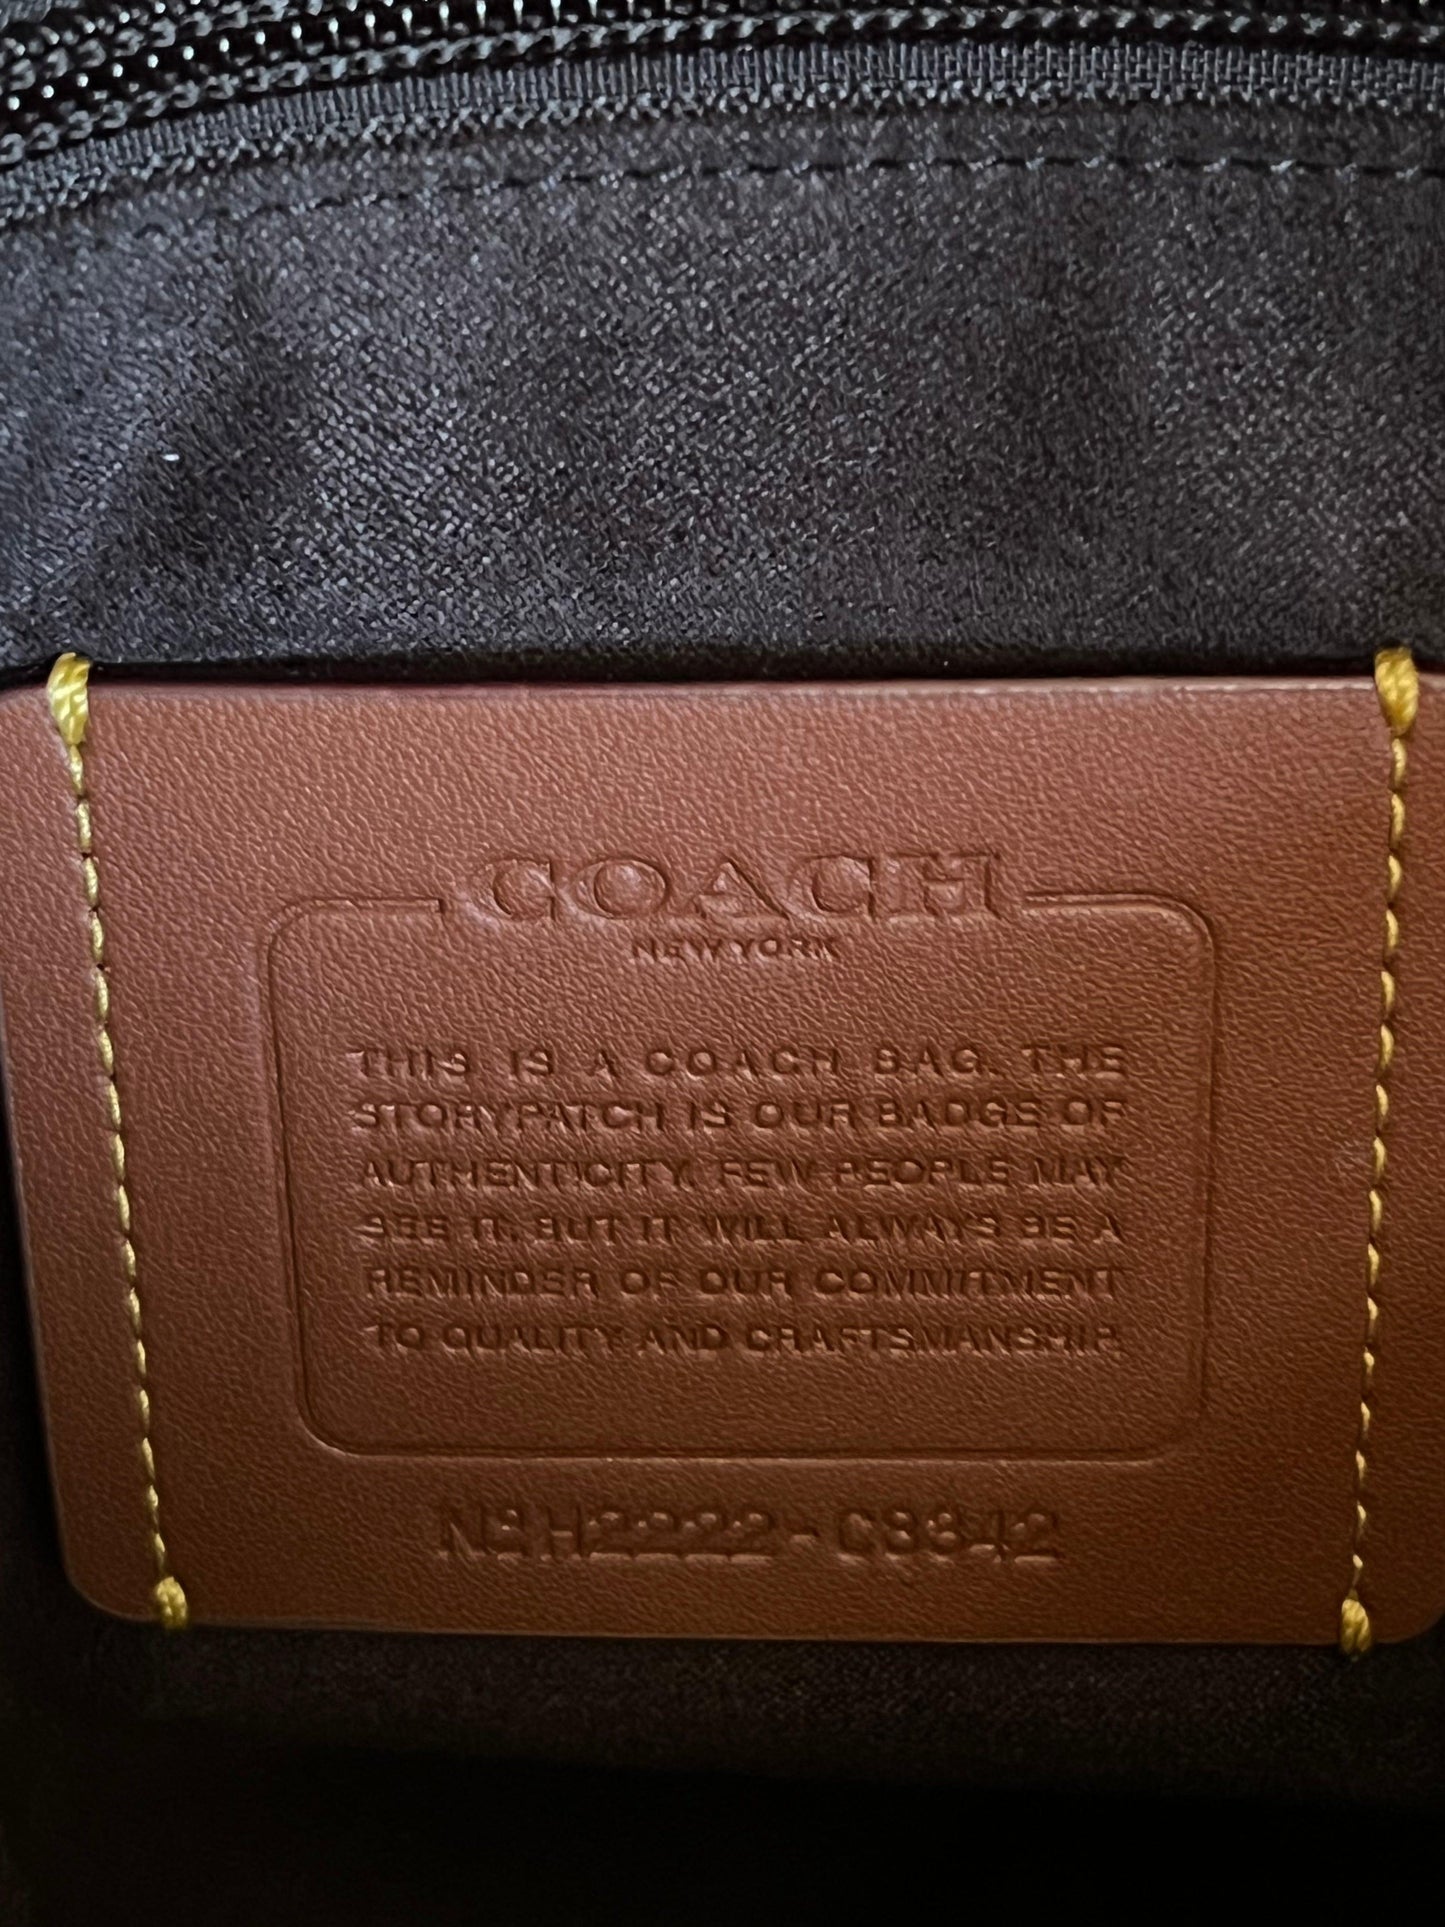 COACH
NEW YORK
THIS IS A COACH BAG. THE
STORYPATCH IS OUR BADGE OF
AUTHENTICITY. FEW PEOPLE MAY
SEE IT, BUT IT WILL ALWAYS BE A
REMINDER OF OUR COMMITMENT
TO QUALITY AND CRAFTSMANSHIP.
Nº H2222-C8342